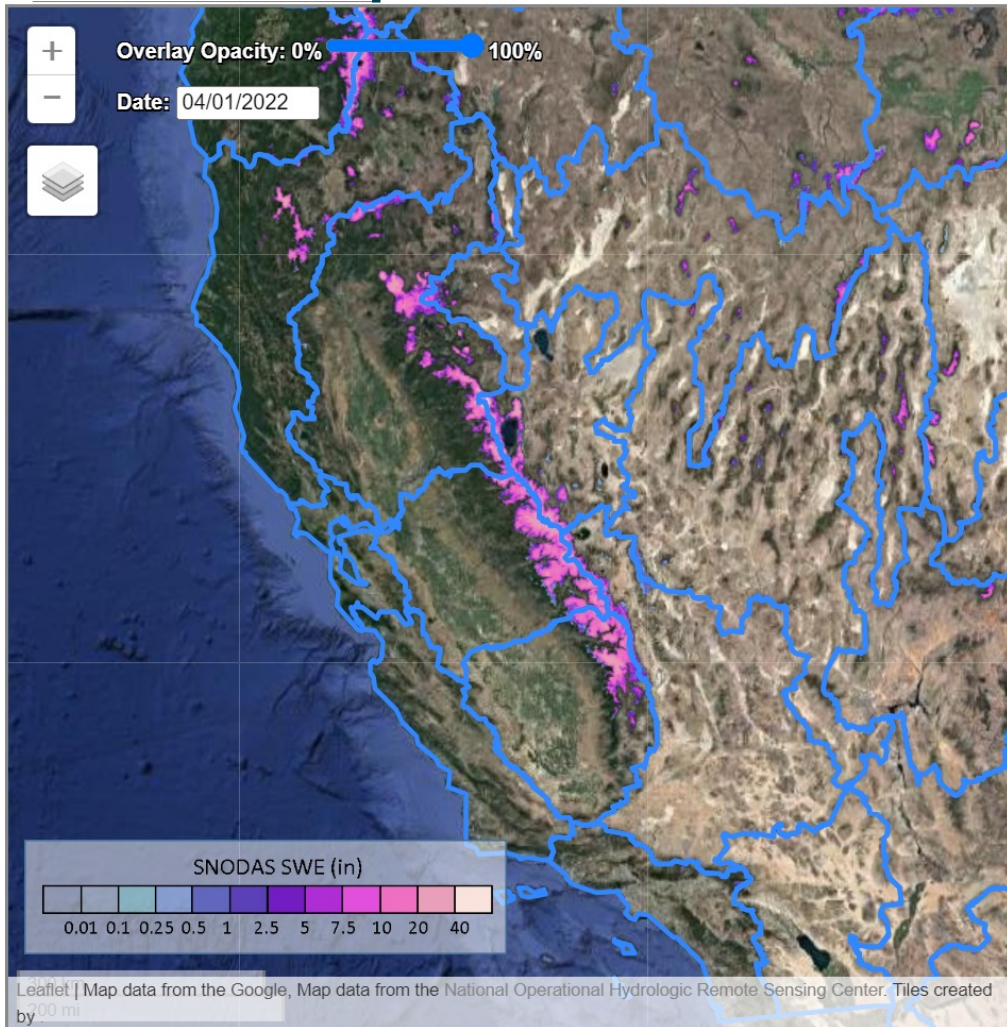 +
Overlay Opacity: 0% 100%
−
Date: 04/01/2022
SNODAS SWE (in)
0.01 0.1 0.25 0.5 1 2.5 5 7.5 10 20 40
Leaflet | Map data from the Google, Map data from the National Operational Hydrologic Remote Sensing Center. Tiles created
200 mi
by